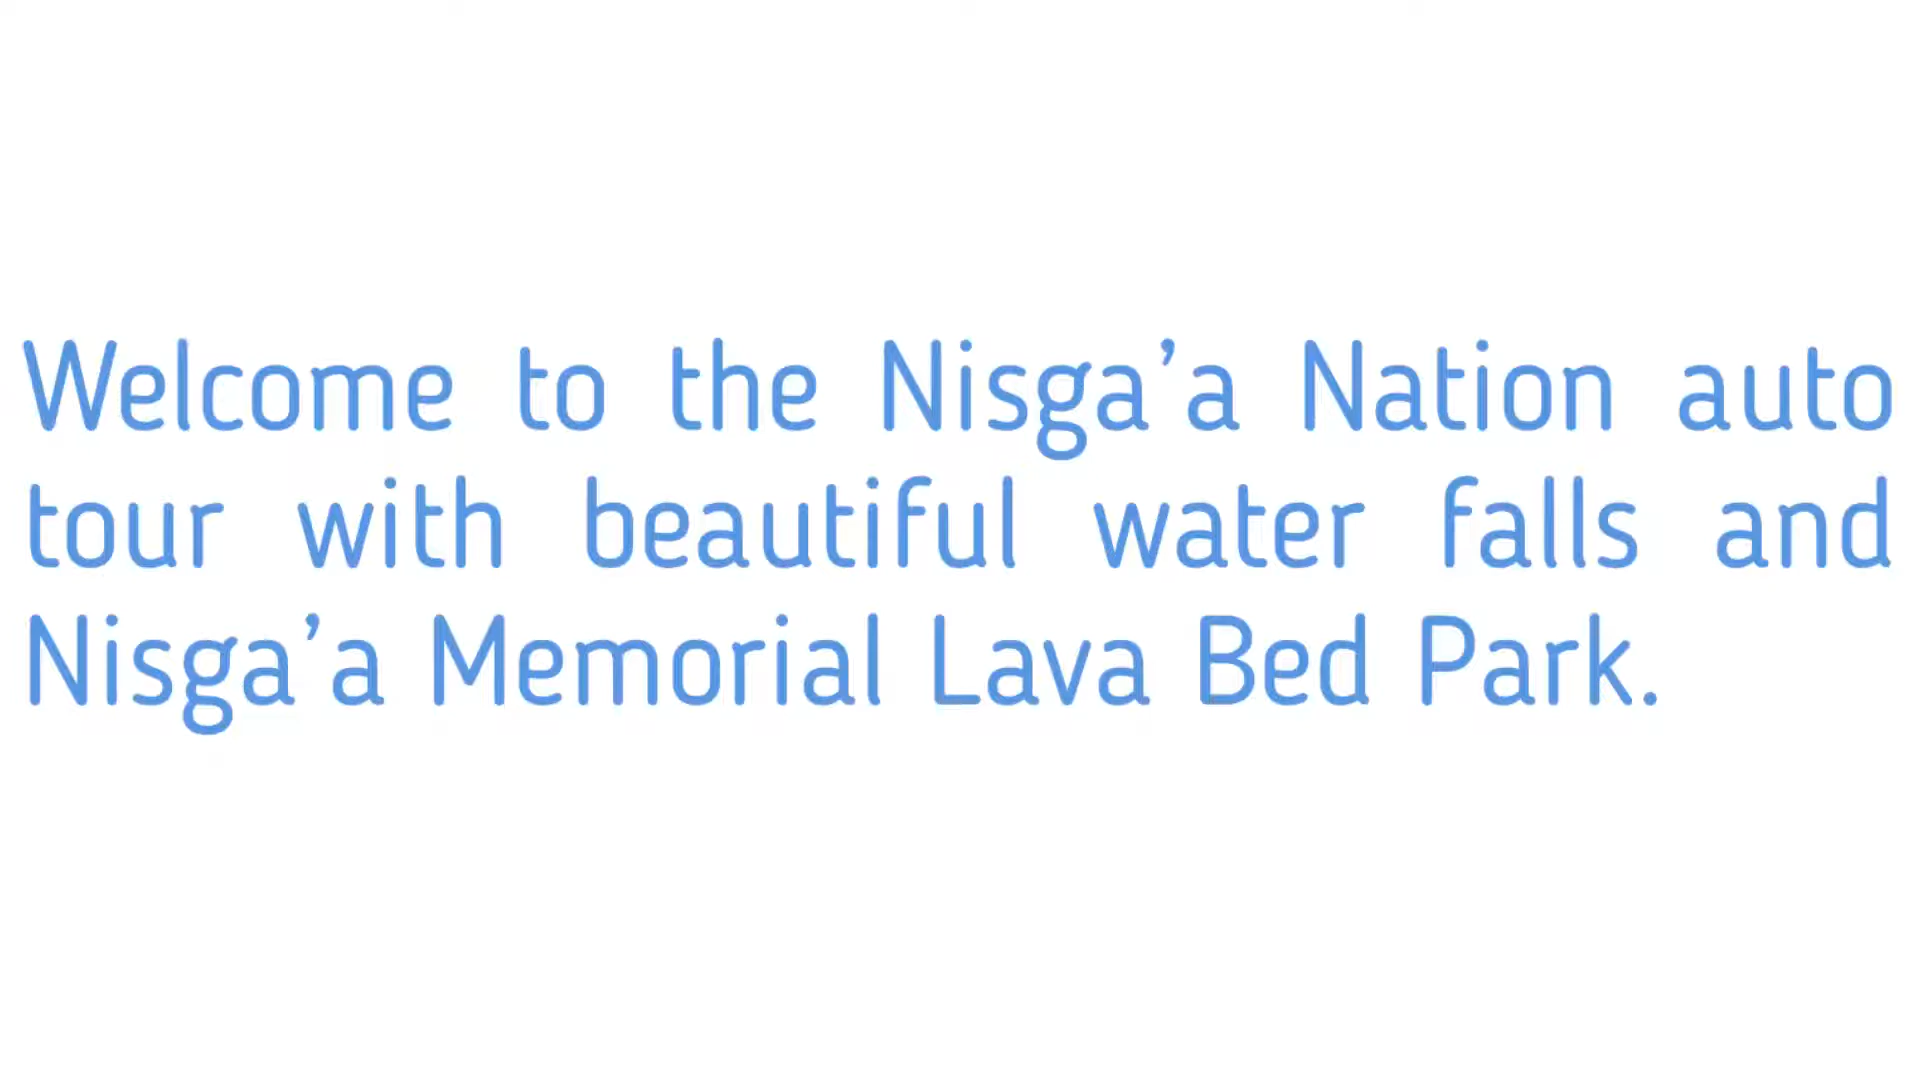 Welcome to the Nisga’a Nation auto
tour with beautiful water falls and
Nisga’a Memorial Lava Bed Park.